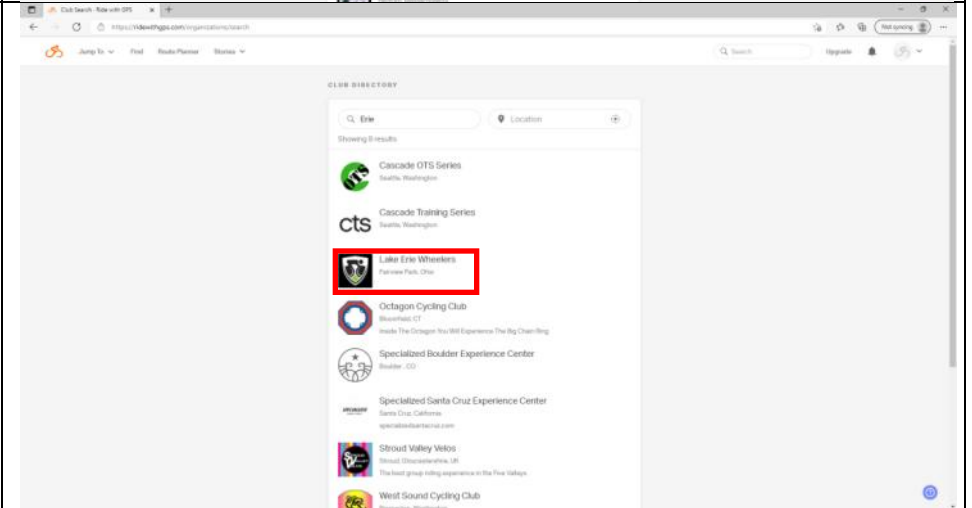 Club Search - Ride with GPS
https://ridewithgps.com/organizations/search
Not syncing
Jump To
Find
Route Planner
Stories
Search
Upgrade
CLUB DIRECTORY
Erie
Location
Showing 8 results
OTS
Cascade OTS Series
Seattle, Washington
cts
Cascade Training Series
Seattle, Washington
Lake Erie Wheelers
Fairview Park, Ohio
Octagon Cycling Club
Bloomfield, CT
Inside The Octagon You Will Experience The Big Chain Ring
Specialized Boulder Experience Center
Boulder , CO
SPECIALIZED
Specialized Santa Cruz Experience Center
Santa Cruz, California
specializedsantacruz.com
Stroud Valley Velos
Stroud, Gloucestershire, UK
The best group riding experience in the Five Valleys.
West Sound Cycling Club
Bremerton, Washington